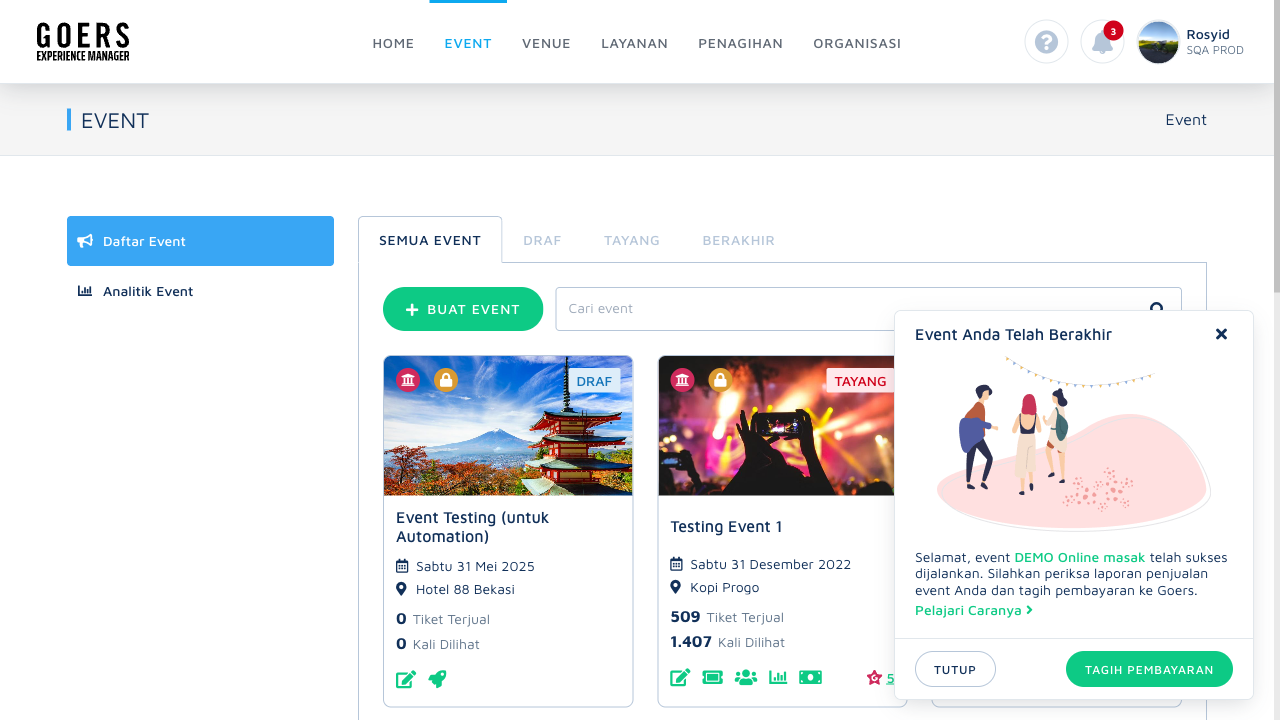 GOERS
EXPERIENCE MANAGER
HOME
EVENT
VENUE
LAYANAN
PENAGIHAN
ORGANISASI
3
Rosyid
SQA PROD
EVENT
Event
Daftar Event
Analitik Event
SEMUA EVENT
DRAF
TAYANG
BERAKHIR
BUAT EVENT
Cari event
DRAF
Event Testing (untuk
Automation)
Sabtu 31 Mei 2025
Hotel 88 Bekasi
0 Tiket Terjual
0 Kali Dilihat
TAYANG
Testing Event 1
Sabtu 31 Desember 2022
Kopi Progo
509 Tiket Terjual
1.407 Kali Dilihat
5
Event Anda Telah Berakhir
Selamat, event DEMO Online masak telah sukses
dijalankan. Silahkan periksa laporan penjualan
event Anda dan tagih pembayaran ke Goers.
Pelajari Caranya
TUTUP
TAGIH PEMBAYARAN